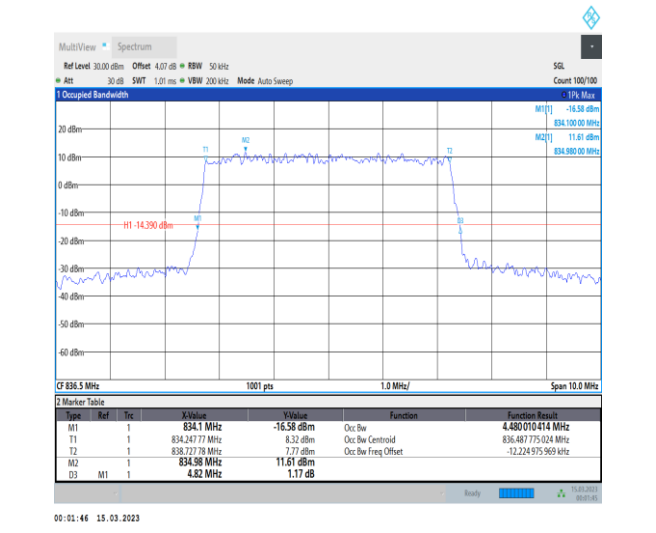 MultiView Spectrum
Ref Level 30.00 dBm Offset 4.07 dB RBW 50 kHz SGL
Att 30 dB SWT 1.01 ms VBW 200 kHz Mode Auto Sweep Count 100/100
1 Occupied Bandwidth 1Pk Max
M1[1] -16.58 dBm
834.100 00 MHz
M2[1] 11.61 dBm
834.980 00 MHz
20 dBm
M2
T1 T2
10 dBm
0 dBm
-10 dBm
M1 D3
H1 -14.390 dBm
-20 dBm
-30 dBm
-40 dBm
-50 dBm
-60 dBm
CF 836.5 MHz 1001 pts 1.0 MHz/ Span 10.0 MHz
2 Marker Table
Type Ref Trc X-Value Y-Value Function Function Result
M1 1 834.1 MHz -16.58 dBm Occ Bw 4.480 010 414 MHz
T1 1 834.247 77 MHz 8.32 dBm Occ Bw Centroid 836.487 775 024 MHz
T2 1 838.727 78 MHz 7.77 dBm Occ Bw Freq Offset -12.224 975 969 kHz
M2 1 834.98 MHz 11.61 dBm
D3 M1 1 4.82 MHz 1.17 dB
Ready 15.03.2023
00:01:45
00:01:46 15.03.2023